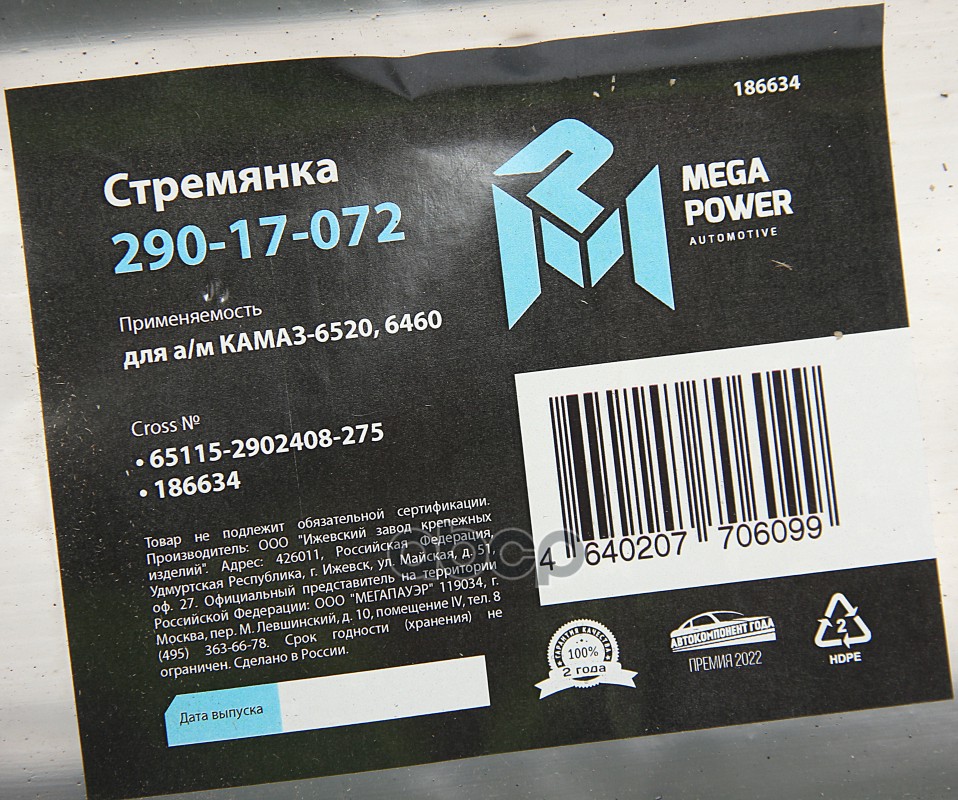 186634
Стремянка
290-17-072
MEGA
POWER
AUTOMOTIVE
Применяемость
для а/м КАМАЗ-6520, 6460
Cross №
• 65115-2902408-275
• 186634
Товар не подлежит обязательной сертификации.
Производитель: ООО "Ижевский завод крепежных
изделий". Адрес: 426011, Российская Федерация,
Удмуртская Республика, г. Ижевск, ул. Майская, д. 51,
оф. 27. Официальный представитель на территории
Российской Федерации: ООО "МЕГАПАУЭР" 119034, г.
Москва, пер. М. Левшинский, д. 10, помещение IV, тел. 8
(495) 363-66-78. Срок годности (хранения) не
ограничен. Сделано в России.
Дата выпуска
4 640207 706099
abcp
ГАРАНТИЯ КАЧЕСТВА
100%
2 года
АВТОКОМПОНЕНТ ГОДА
ПРЕМИЯ 2022
2
HDPE